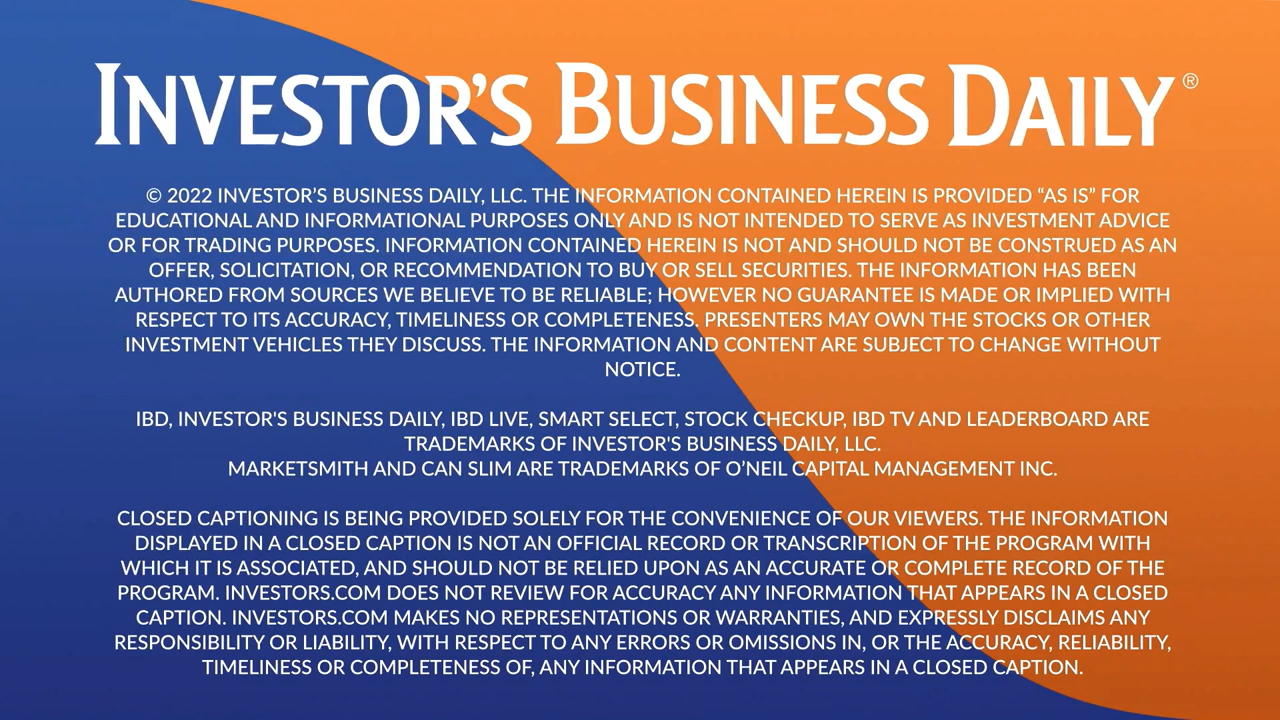 INVESTOR'S BUSINESS DAILY®
© 2022 INVESTOR’S BUSINESS DAILY, LLC. THE INFORMATION CONTAINED HEREIN IS PROVIDED “AS IS” FOR
EDUCATIONAL AND INFORMATIONAL PURPOSES ONLY AND IS NOT INTENDED TO SERVE AS INVESTMENT ADVICE
OR FOR TRADING PURPOSES. INFORMATION CONTAINED HEREIN IS NOT AND SHOULD NOT BE CONSTRUED AS AN
OFFER, SOLICITATION, OR RECOMMENDATION TO BUY OR SELL SECURITIES. THE INFORMATION HAS BEEN
AUTHORED FROM SOURCES WE BELIEVE TO BE RELIABLE; HOWEVER NO GUARANTEE IS MADE OR IMPLIED WITH
RESPECT TO ITS ACCURACY, TIMELINESS OR COMPLETENESS. PRESENTERS MAY OWN THE STOCKS OR OTHER
INVESTMENT VEHICLES THEY DISCUSS. THE INFORMATION AND CONTENT ARE SUBJECT TO CHANGE WITHOUT
NOTICE.
IBD, INVESTOR'S BUSINESS DAILY, IBD LIVE, SMART SELECT, STOCK CHECKUP, IBD TV AND LEADERBOARD ARE
TRADEMARKS OF INVESTOR'S BUSINESS DAILY, LLC.
MARKETSMITH AND CAN SLIM ARE TRADEMARKS OF O’NEIL CAPITAL MANAGEMENT INC.
CLOSED CAPTIONING IS BEING PROVIDED SOLELY FOR THE CONVENIENCE OF OUR VIEWERS. THE INFORMATION
DISPLAYED IN A CLOSED CAPTION IS NOT AN OFFICIAL RECORD OR TRANSCRIPTION OF THE PROGRAM WITH
WHICH IT IS ASSOCIATED, AND SHOULD NOT BE RELIED UPON AS AN ACCURATE OR COMPLETE RECORD OF THE
PROGRAM. INVESTORS.COM DOES NOT REVIEW FOR ACCURACY ANY INFORMATION THAT APPEARS IN A CLOSED
CAPTION. INVESTORS.COM MAKES NO REPRESENTATIONS OR WARRANTIES, AND EXPRESSLY DISCLAIMS ANY
RESPONSIBILITY OR LIABILITY, WITH RESPECT TO ANY ERRORS OR OMISSIONS IN, OR THE ACCURACY, RELIABILITY,
TIMELINESS OR COMPLETENESS OF, ANY INFORMATION THAT APPEARS IN A CLOSED CAPTION.